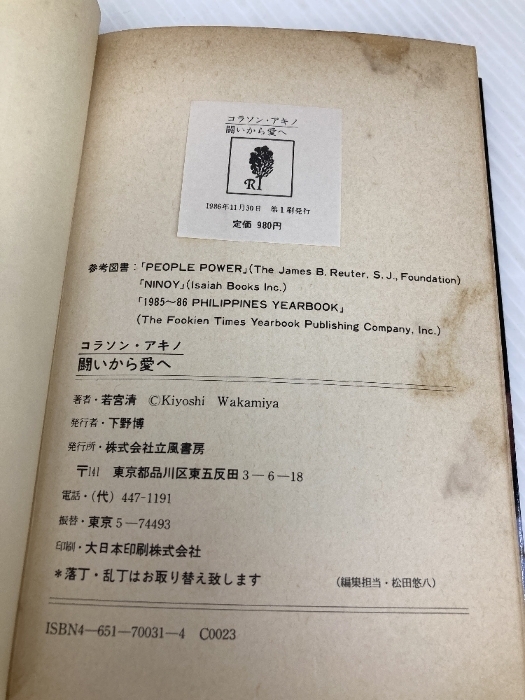 コラソン・アキノ
闘いから愛へ
R1
1986年11月30日 第1刷発行
定価 980円
参考図書：「PEOPLE POWER」(The James B. Reuter, S. J., Foundation)
「NINOY」(Isaiah Books Inc.)
「1985〜86 PHILIPPINES YEARBOOK」
(The Fookien Times Yearbook Publishing Company, Inc.)
コラソン・アキノ
闘いから愛へ
著者・若宮清 ©Kiyoshi Wakamiya
発行者・下野博
発行所・株式会社立風書房
〒141 東京都品川区東五反田3—6—18
電話・(代) 447-1191
振替・東京5—74493
印刷・大日本印刷株式会社
＊落丁・乱丁はお取り替え致します (編集担当・松田悠八)
ISBN4—651—70031—4 C0023